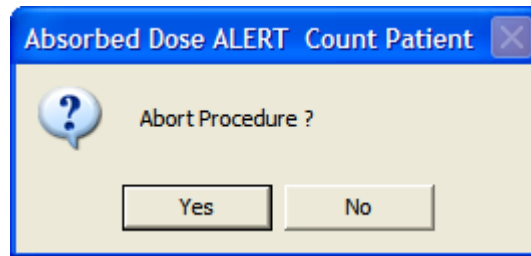 Absorbed Dose ALERT  Count Patient
Abort Procedure ?
Yes No